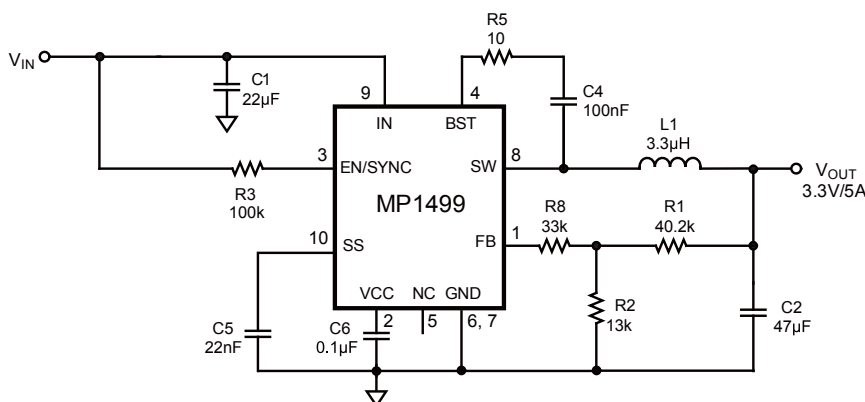 R5
10
V_IN
C1
22µF
9
4
C4
100nF
IN
BST
L1
3.3µH
3
EN/SYNC
SW
8
V_OUT
3.3V/5A
R3
100k
MP1499
R8
33k
R1
40.2k
10
SS
FB
1
VCC
NC
GND
R2
13k
C2
47µF
C5
22nF
C6
0.1µF
2
5
6, 7